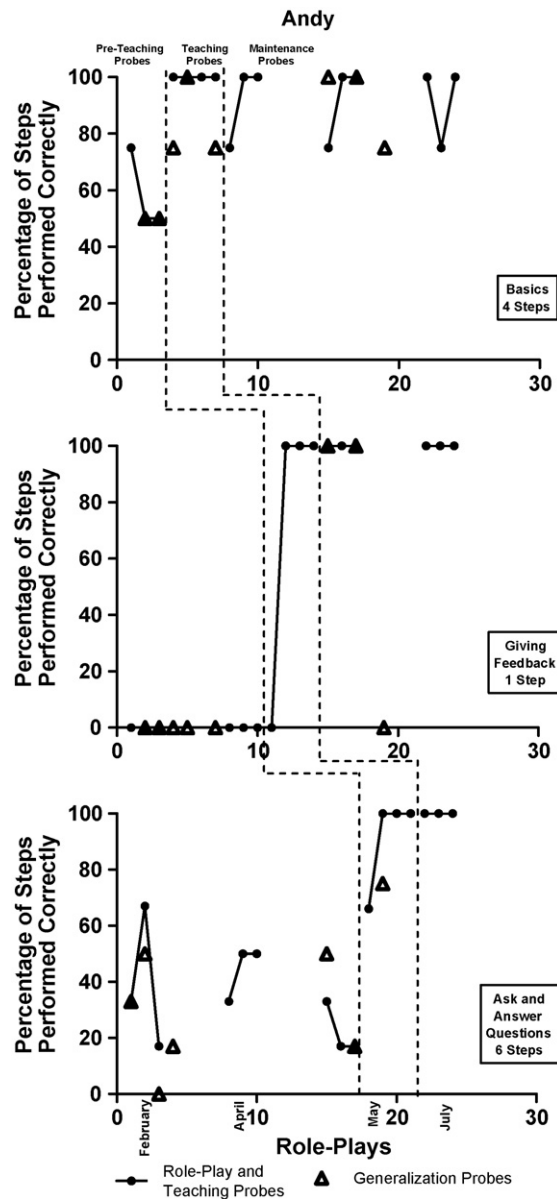 Andy
Pre-Teaching
Probes
Teaching
Probes
Maintenance
Probes
Percentage of Steps
Performed Correctly
100
80
60
40
20
0
0
10
20
30
Basics
4 Steps
Percentage of Steps
Performed Correctly
100
80
60
40
20
0
0
10
20
30
Giving
Feedback
1 Step
Percentage of Steps
Performed Correctly
100
80
60
40
20
0
0
10
20
30
Ask and
Answer
Questions
6 Steps
February
April
May
July
Role-Plays
Role-Play and
Teaching Probes
Generalization Probes